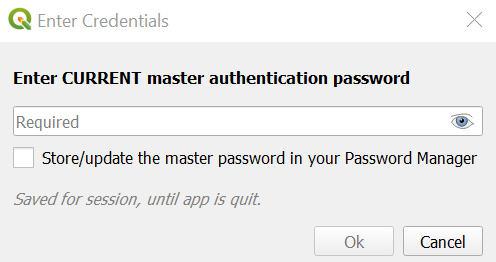 Enter Credentials
Enter CURRENT master authentication password
Required
Store/update the master password in your Password Manager
Saved for session, until app is quit.
Ok Cancel